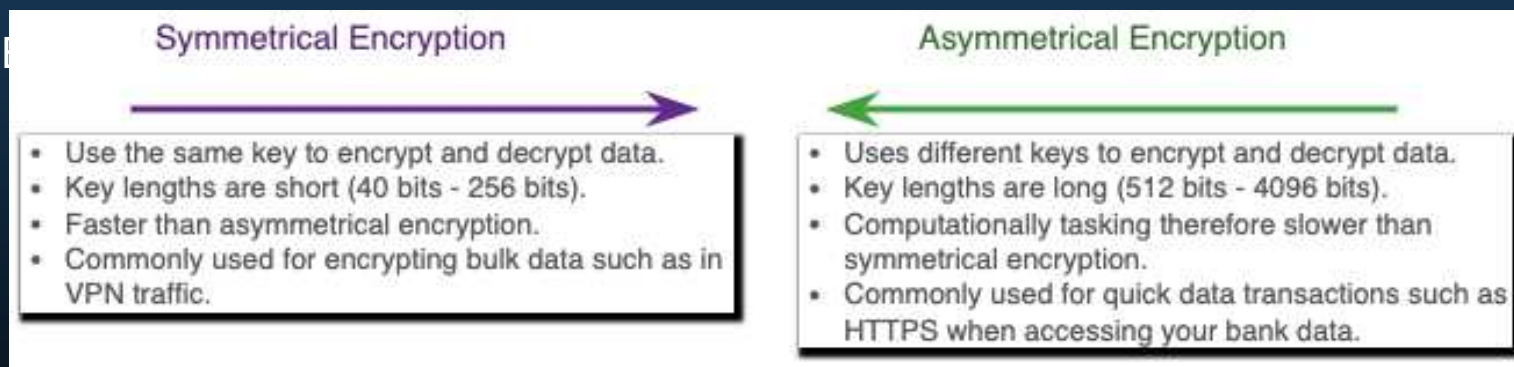 Symmetrical Encryption
• Use the same key to encrypt and decrypt data.
• Key lengths are short (40 bits - 256 bits).
• Faster than asymmetrical encryption.
• Commonly used for encrypting bulk data such as in
VPN traffic.
Asymmetrical Encryption
• Uses different keys to encrypt and decrypt data.
• Key lengths are long (512 bits - 4096 bits).
• Computationally tasking therefore slower than
symmetrical encryption.
• Commonly used for quick data transactions such as
HTTPS when accessing your bank data.